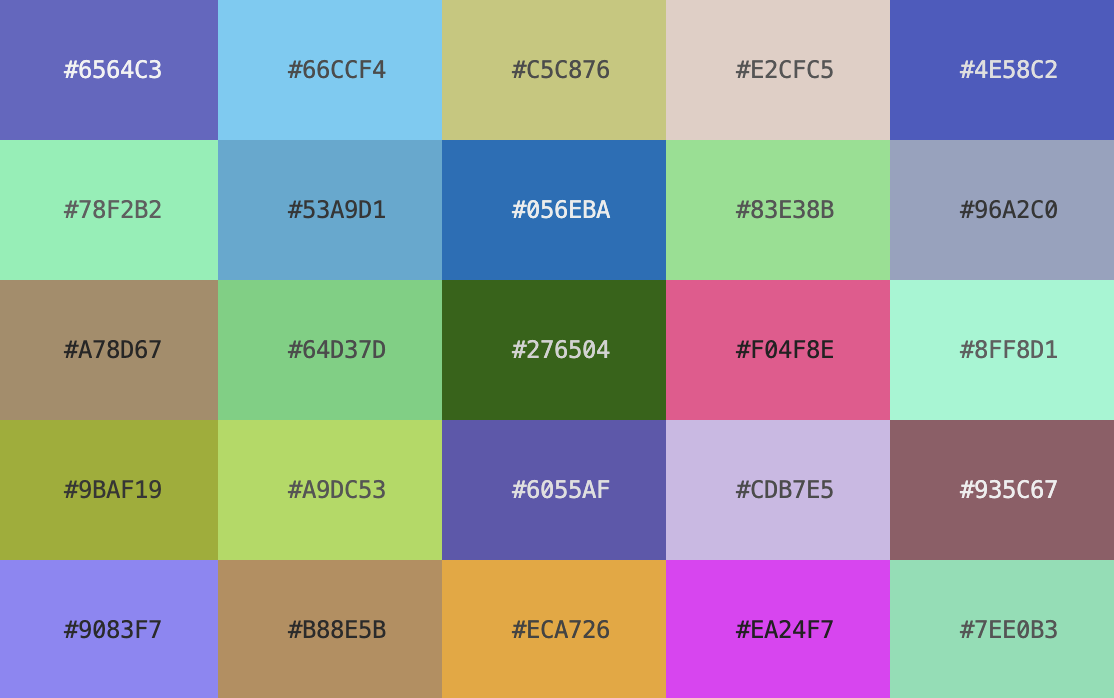 #6564C3 #66CCF4 #C5C876 #E2CFC5 #4E58C2
#78F2B2 #53A9D1 #056EBA #83E38B #96A2C0
#A78D67 #64D37D #276504 #F04F8E #8FF8D1
#9BAF19 #A9DC53 #6055AF #CDB7E5 #935C67
#9083F7 #B88E5B #ECA726 #EA24F7 #7EE0B3